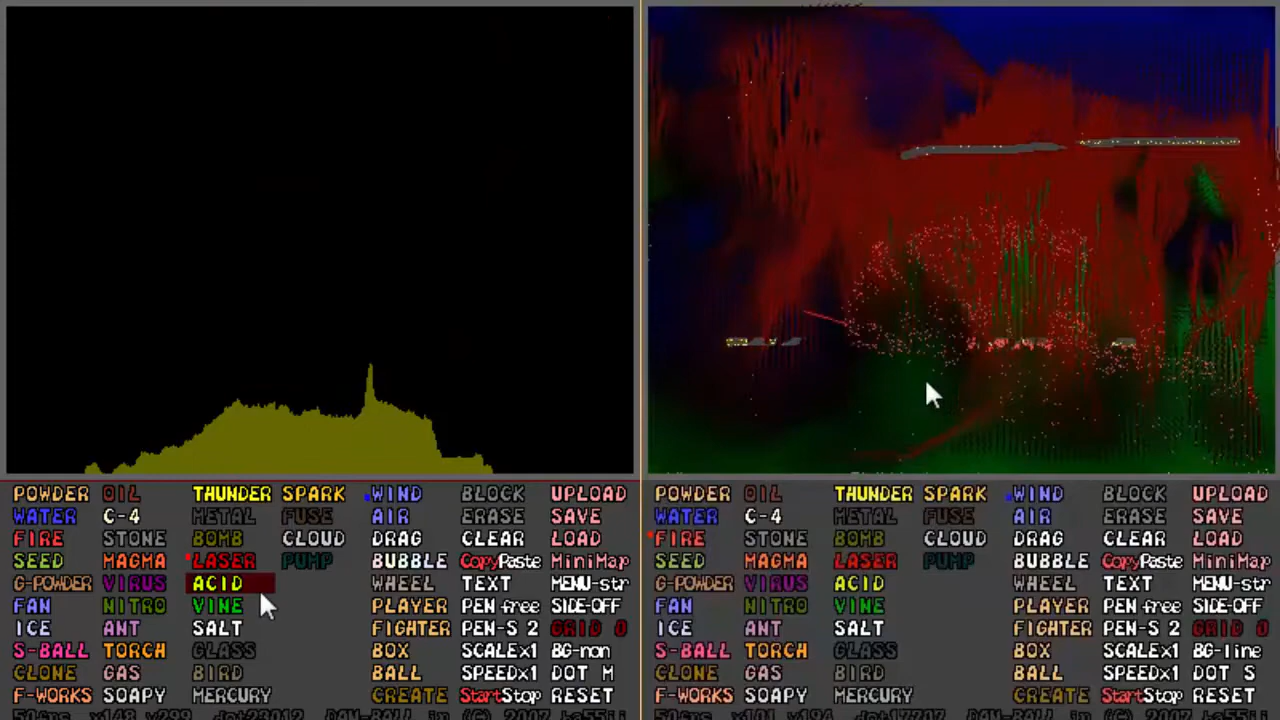 POWDER OIL THUNDER SPARK WIND BLOCK UPLOAD
WATER C-4 METAL FUSE AIR ERASE SAVE
FIRE STONE BOMB CLOUD DRAG CLEAR LOAD
SEED MAGMA LASER PUMP BUBBLE CopyPaste MiniMap
G-POWDER VIRUS ACID WHEEL TEXT MENU-str
FAN NITRO VINE PLAYER PEN free SIDE-OFF
ICE ANT SALT FIGHTER PEN-S 2 GRID 0
S-BALL TORCH GLASS BOX SCALEx1 BG-non
CLONE GAS BIRD BALL SPEEDx1 DOT M
F-WORKS SOAPY MERCURY CREATE StartStop RESET
POWDER OIL THUNDER SPARK WIND BLOCK UPLOAD
WATER C-4 METAL FUSE AIR ERASE SAVE
FIRE STONE BOMB CLOUD DRAG CLEAR LOAD
SEED MAGMA LASER PUMP BUBBLE CopyPaste MiniMap
G-POWDER VIRUS ACID WHEEL TEXT MENU-str
FAN NITRO VINE PLAYER PEN free SIDE-OFF
ICE ANT SALT FIGHTER PEN-S 2 GRID 0
S-BALL TORCH GLASS BOX SCALEx1 BG-line
CLONE GAS BIRD BALL SPEEDx1 DOT S
F-WORKS SOAPY MERCURY CREATE StartStop RESET